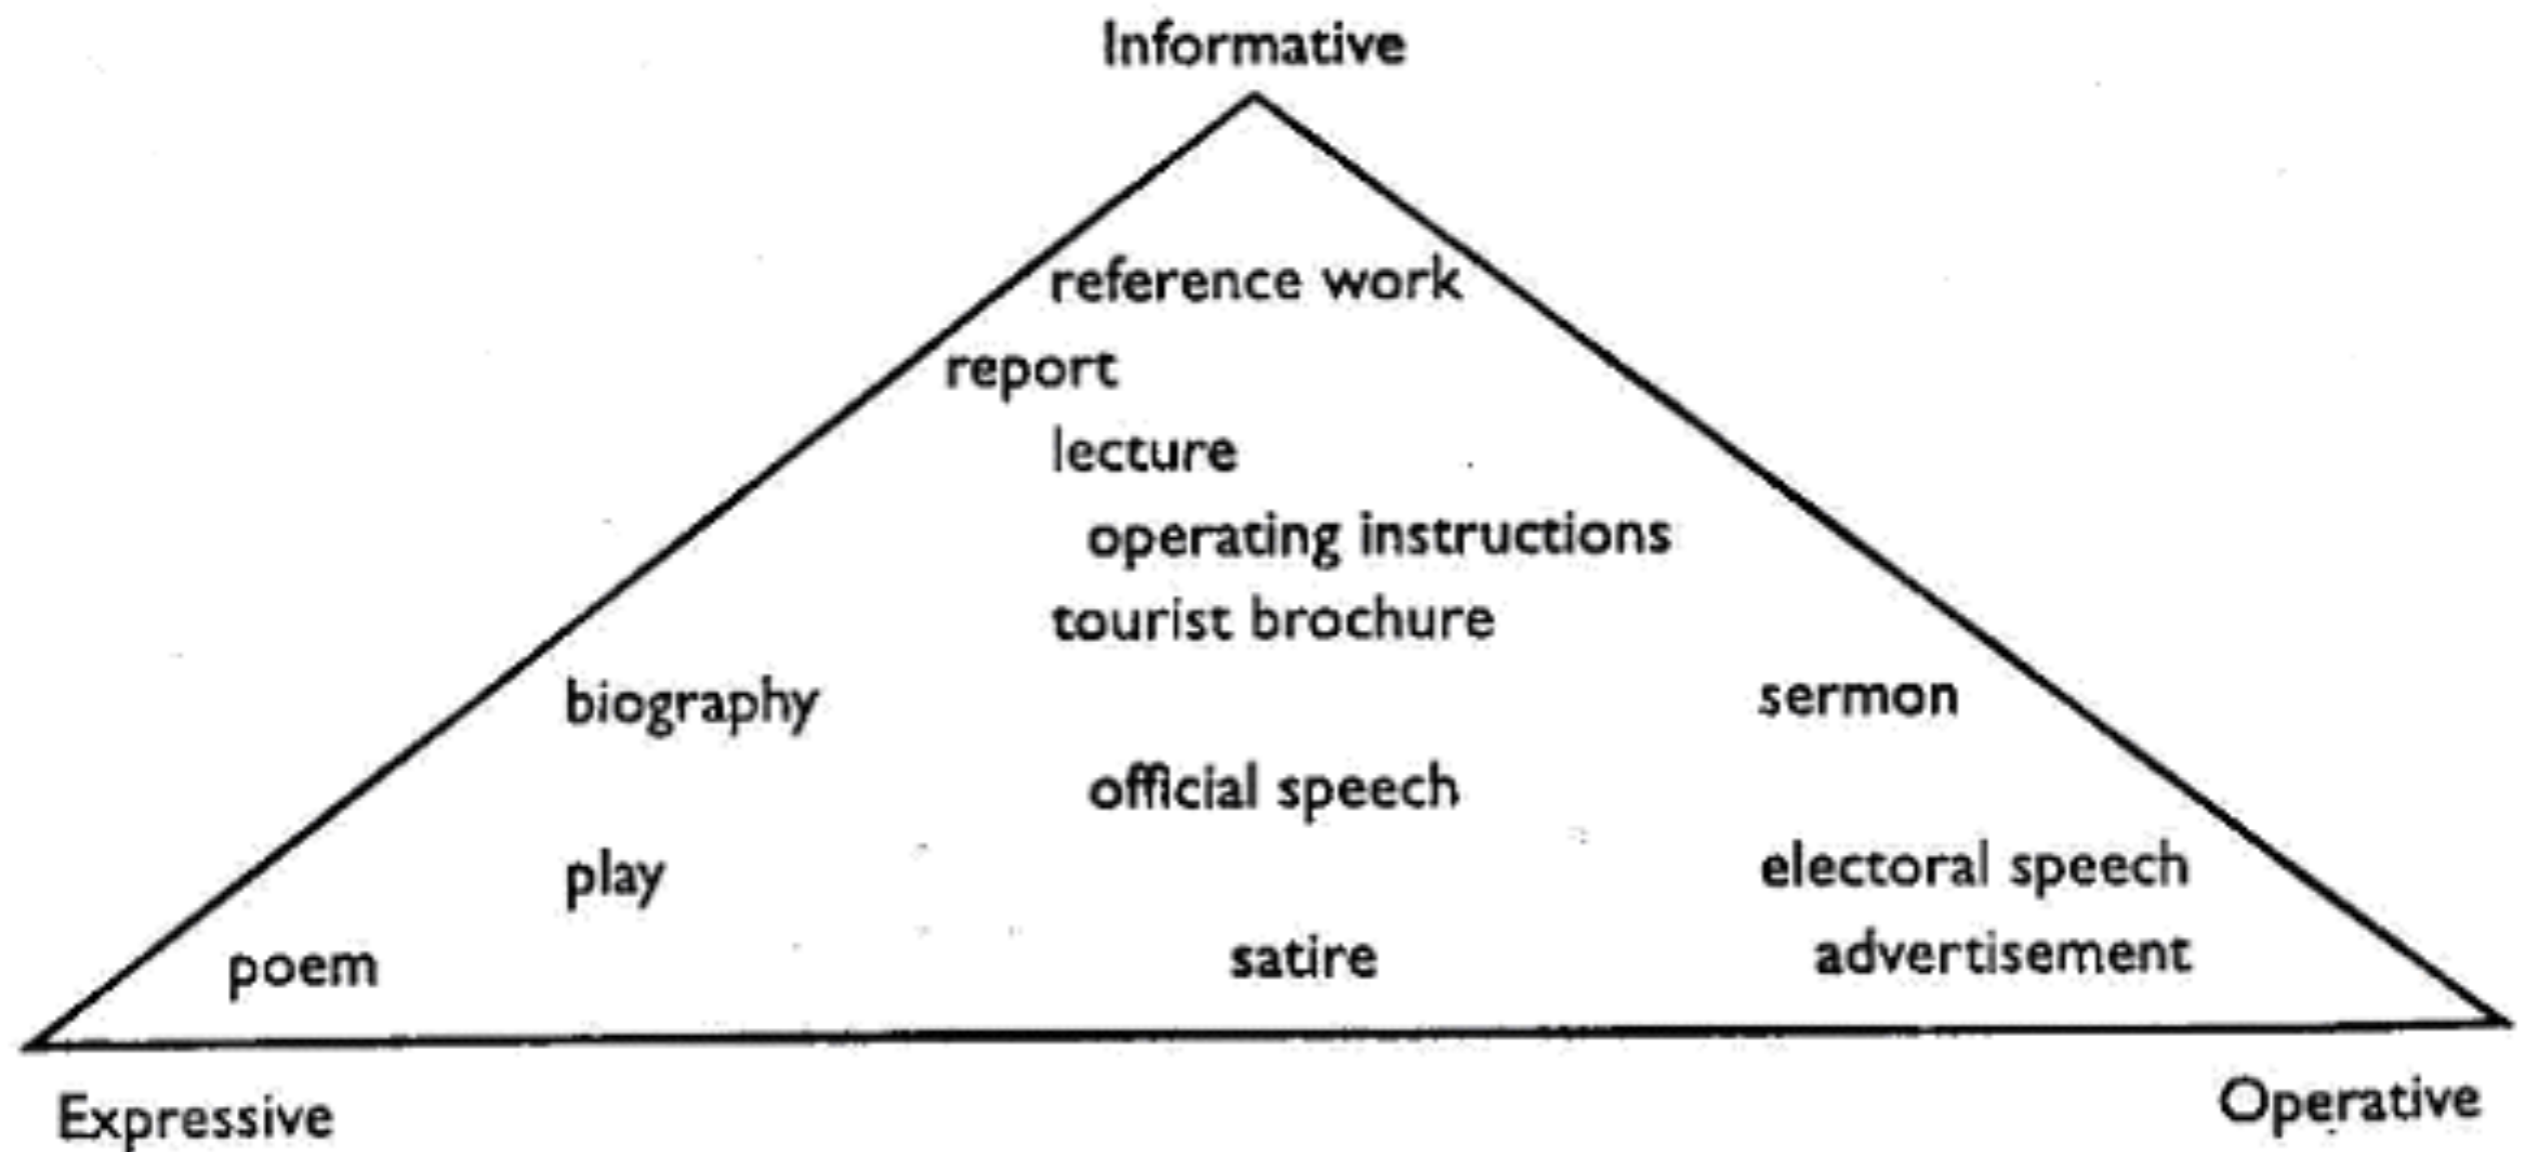 Informative
reference work
report
lecture
operating instructions
tourist brochure
biography
sermon
official speech
play
electoral speech
poem
satire
advertisement
Expressive
Operative